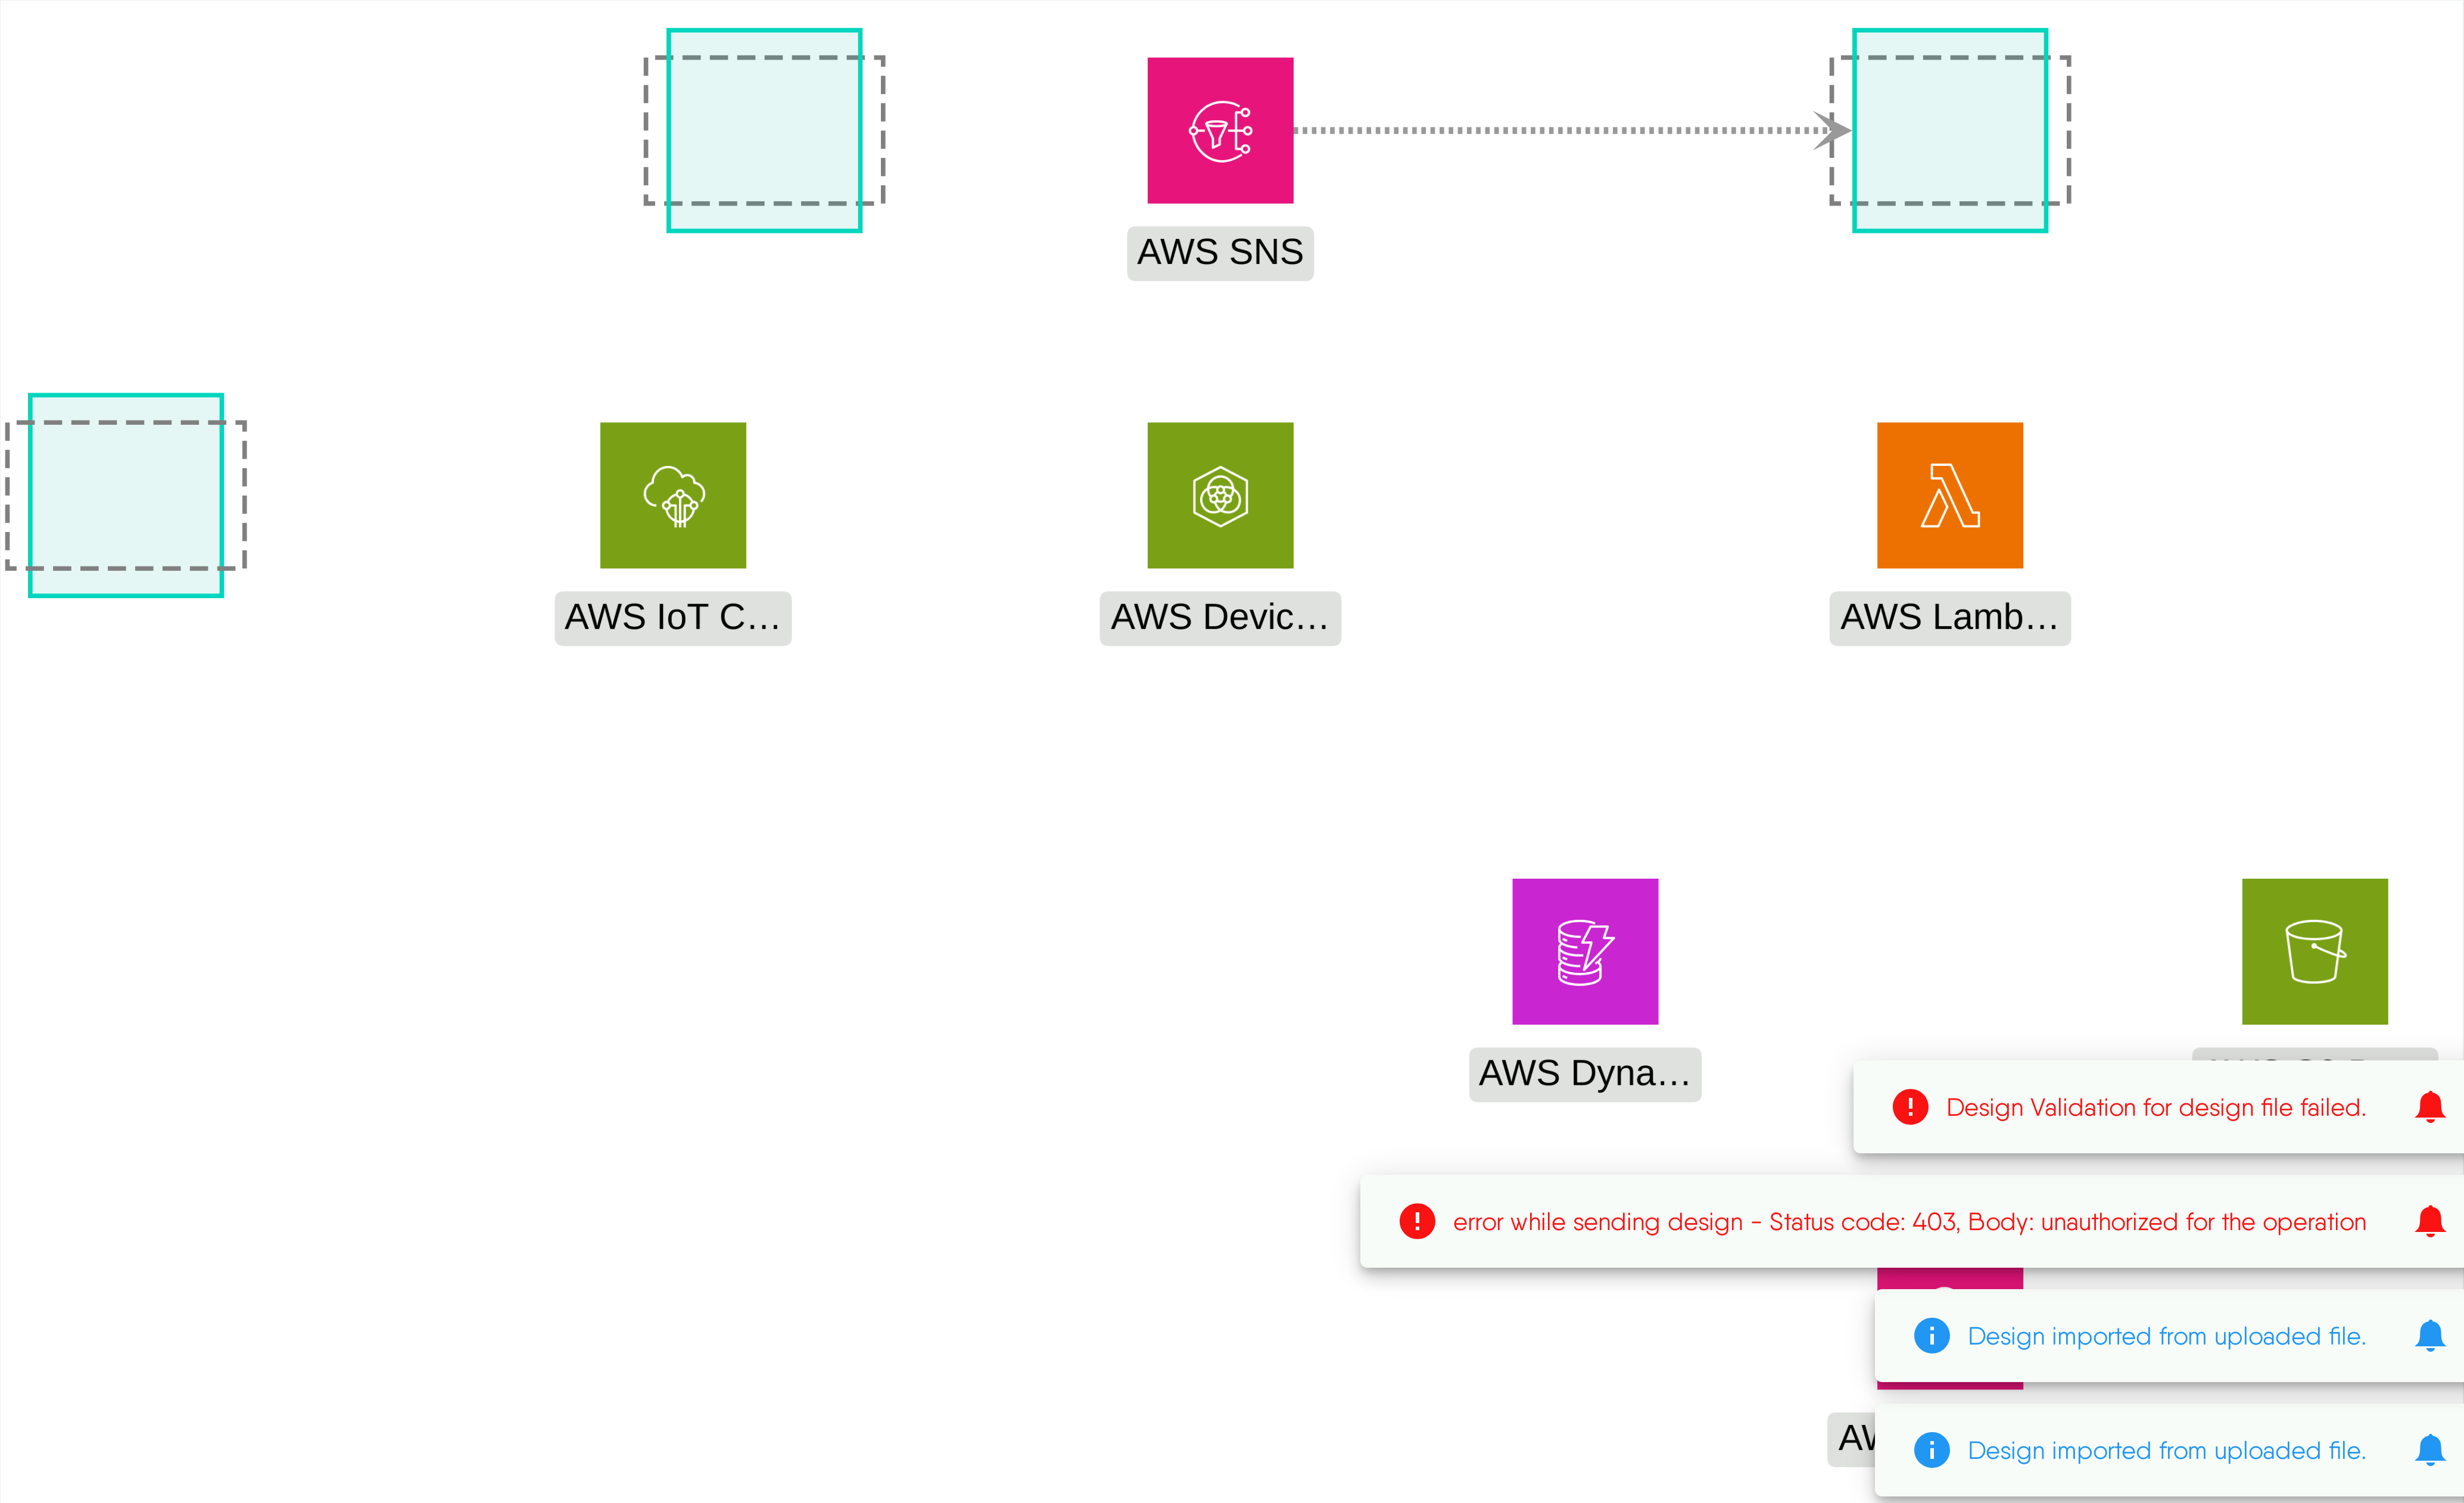 AWS SNS
AWS IoT C...
AWS Devic...
AWS Lamb...
AWS Dyna...
Design Validation for design file failed.
error while sending design - Status code: 403, Body: unauthorized for the operation
Design imported from uploaded file.
Design imported from uploaded file.